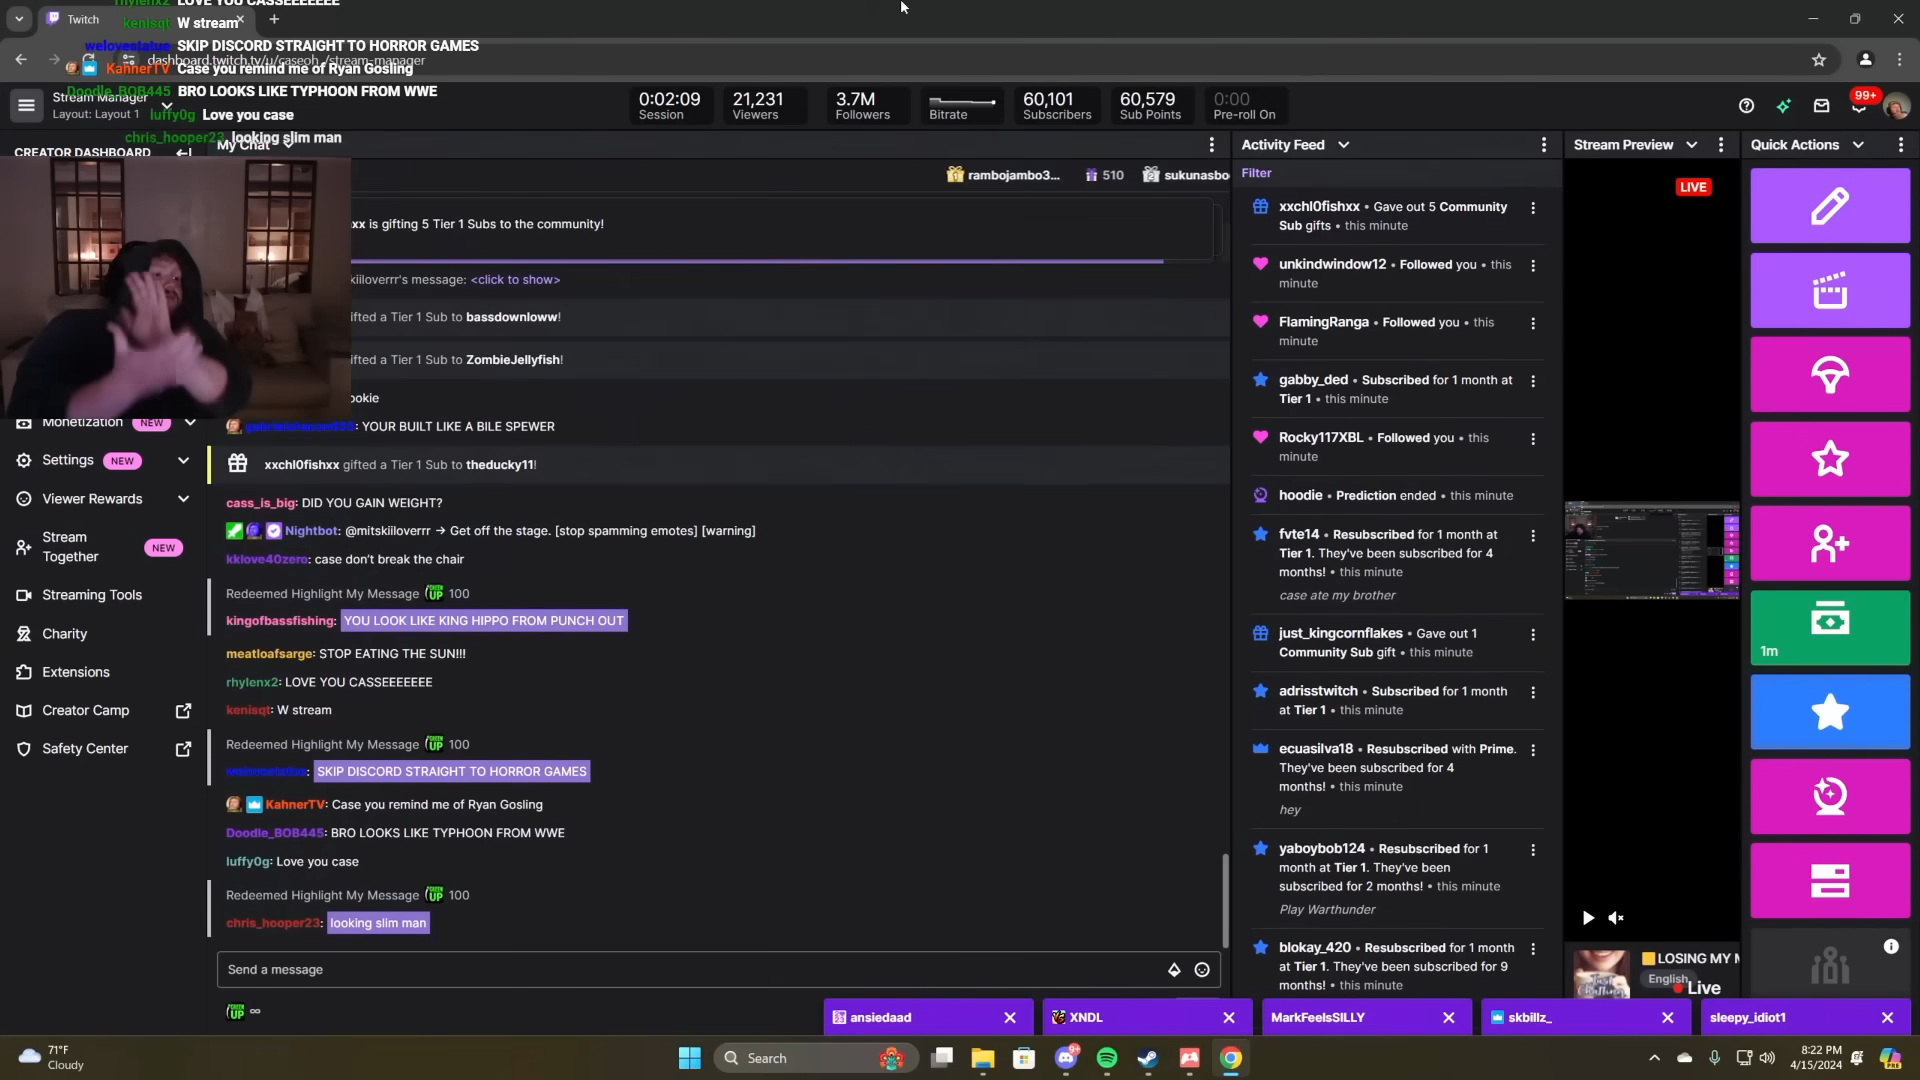 rhylenx2 LOVE YOU CASSEEEEEEE
Twitch
kenisqt W stream
welovestatue SKIP DISCORD STRAIGHT TO HORROR GAMES
dashboard.twitch.tv/u/caseoh_/stream-manager
KahnerTV Case you remind me of Ryan Gosling
Doodle_BOB445 BRO LOOKS LIKE TYPHOON FROM WWE
luffy0g Love you case
chris_hooper23 looking slim man
Stream Manager
Layout: Layout 1
0:02:09
Session
21,231
Viewers
3.7M
Followers
Bitrate
60,101
Subscribers
60,579
Sub Points
0:00
Pre-roll On
99+
CREATOR DASHBOARD
Monetization NEW
Settings NEW
Viewer Rewards
Stream Together NEW
Streaming Tools
Charity
Extensions
Creator Camp
Safety Center
My Chat
rambojambo3... 510 sukunasbo
xx is gifting 5 Tier 1 Subs to the community!
kiiloverrr's message: <click to show>
ifted a Tier 1 Sub to bassdownloww!
ifted a Tier 1 Sub to ZombieJellyfish!
ookie
: YOUR BUILT LIKE A BILE SPEWER
xxchl0fishxx gifted a Tier 1 Sub to theducky11!
cass_is_big: DID YOU GAIN WEIGHT?
Nightbot: @mitskiiloverrr → Get off the stage. [stop spamming emotes] [warning]
kklove40zero: case don't break the chair
Redeemed Highlight My Message 100
kingofbassfishing: YOU LOOK LIKE KING HIPPO FROM PUNCH OUT
meatloafsarge: STOP EATING THE SUN!!!
rhylenx2: LOVE YOU CASSEEEEEEE
kenisqt: W stream
Redeemed Highlight My Message 100
welovestatue: SKIP DISCORD STRAIGHT TO HORROR GAMES
KahnerTV: Case you remind me of Ryan Gosling
Doodle_BOB445: BRO LOOKS LIKE TYPHOON FROM WWE
luffy0g: Love you case
Redeemed Highlight My Message 100
chris_hooper23: looking slim man
Send a message
∞
Activity Feed
Filter
xxchl0fishxx • Gave out 5 Community
Sub gifts • this minute
unkindwindow12 • Followed you • this
minute
FlamingRanga • Followed you • this
minute
gabby_ded • Subscribed for 1 month at
Tier 1 • this minute
Rocky117XBL • Followed you • this
minute
hoodie • Prediction ended • this minute
fvte14 • Resubscribed for 1 month at
Tier 1. They've been subscribed for 4
months! • this minute
case ate my brother
just_kingcornflakes • Gave out 1
Community Sub gift • this minute
adrisstwitch • Subscribed for 1 month
at Tier 1 • this minute
ecuasilva18 • Resubscribed with Prime.
They've been subscribed for 4
months! • this minute
hey
yaboybob124 • Resubscribed for 1
month at Tier 1. They've been
subscribed for 2 months! • this minute
Play Warthunder
blokay_420 • Resubscribed for 1 month
at Tier 1. They've been subscribed for 9
months! • this minute
Stream Preview
LIVE
LOSING MY M
English
Live
Quick Actions
1m
ansiedaad
XNDL
MarkFeelsSILLY
skbillz_
sleepy_idiot1
71°F
Cloudy
Search
8:22 PM
4/15/2024